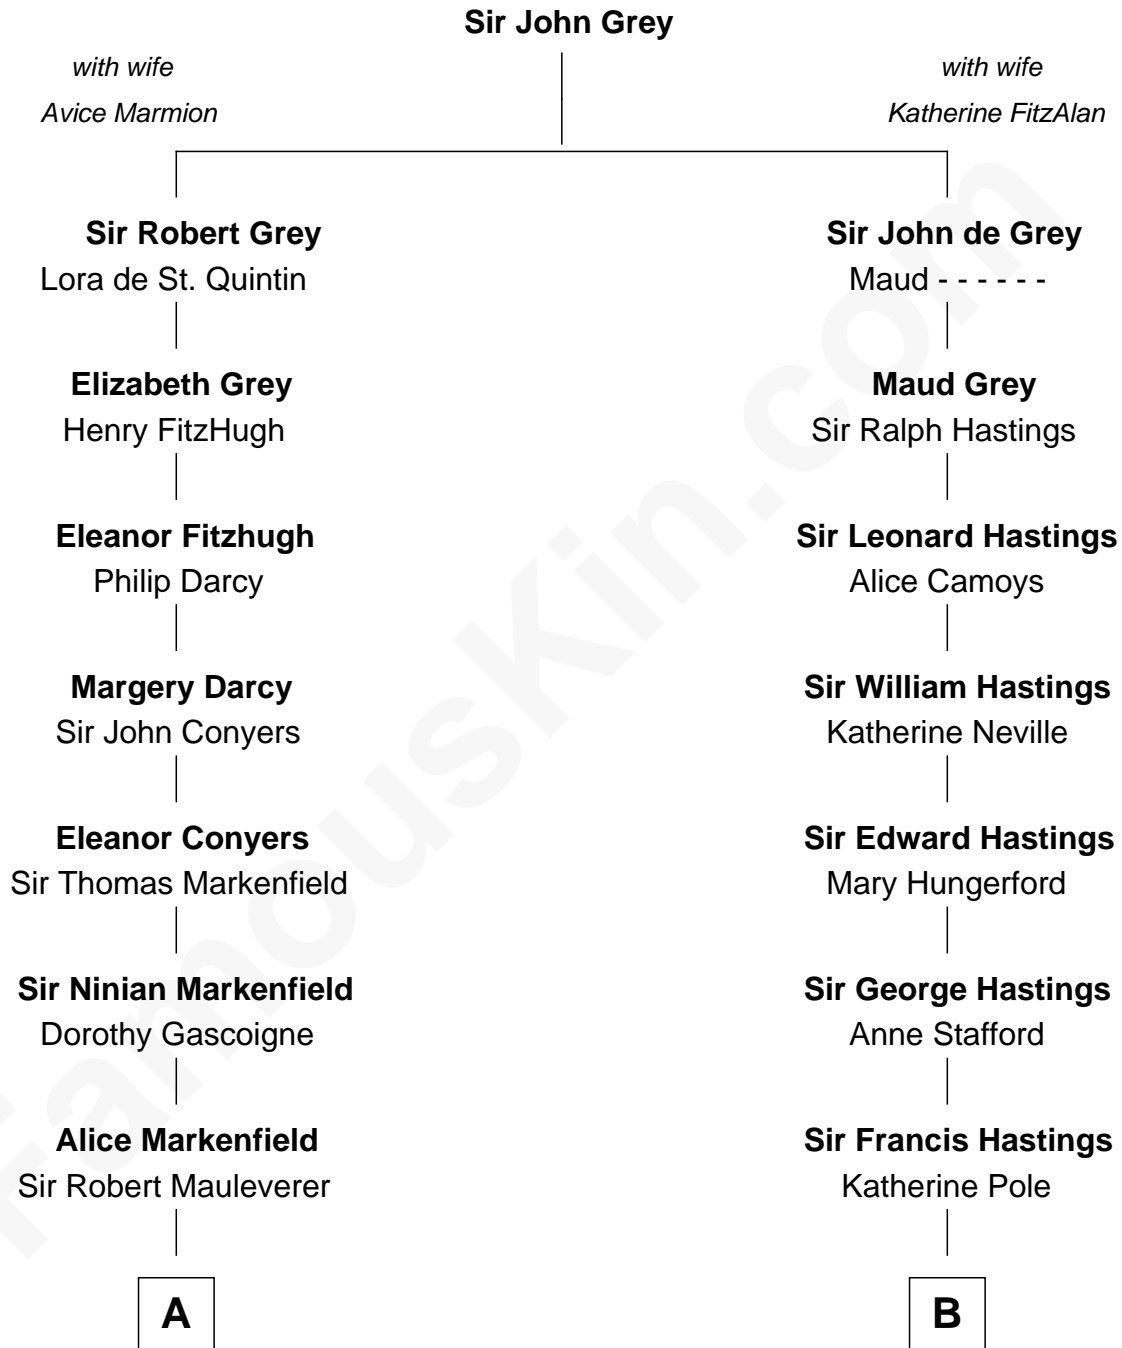 Sir John Grey
with wife
Avice Marmion
with wife
Katherine FitzAlan
Sir Robert Grey
Lora de St. Quintin
Sir John de Grey
Maud - - - - - -
Elizabeth Grey
Henry FitzHugh
Maud Grey
Sir Ralph Hastings
Eleanor Fitzhugh
Philip Darcy
Sir Leonard Hastings
Alice Camoys
Margery Darcy
Sir John Conyers
Sir William Hastings
Katherine Neville
Eleanor Conyers
Sir Thomas Markenfield
Sir Edward Hastings
Mary Hungerford
Sir Ninian Markenfield
Dorothy Gascoigne
Sir George Hastings
Anne Stafford
Alice Markenfield
Sir Robert Mauleverer
Sir Francis Hastings
Katherine Pole
A
B
FamousKin.com